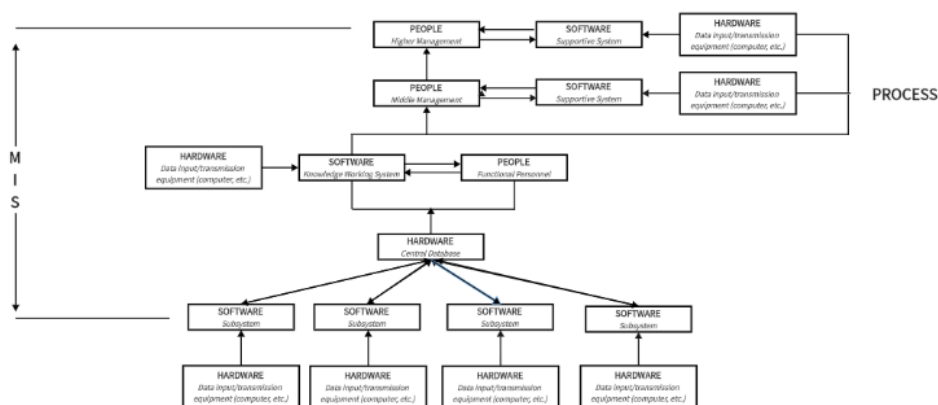 PEOPLE
Higher Management
SOFTWARE
Supportive System
HARDWARE
Data input/transmission
equipment (computer, etc.)
PEOPLE
Middle Management
SOFTWARE
Supportive System
HARDWARE
Data input/transmission
equipment (computer, etc.)
PROCESS
M
I
S
HARDWARE
Data input/transmission
equipment (computer, etc.)
SOFTWARE
Knowledge Working System
PEOPLE
Functional Personnel
HARDWARE
Central Database
SOFTWARE
Subsystem
SOFTWARE
Subsystem
SOFTWARE
Subsystem
SOFTWARE
Subsystem
HARDWARE
Data input/transmission
equipment (computer, etc.)
HARDWARE
Data input/transmission
equipment (computer, etc.)
HARDWARE
Data input/transmission
equipment (computer, etc.)
HARDWARE
Data input/transmission
equipment (computer, etc.)